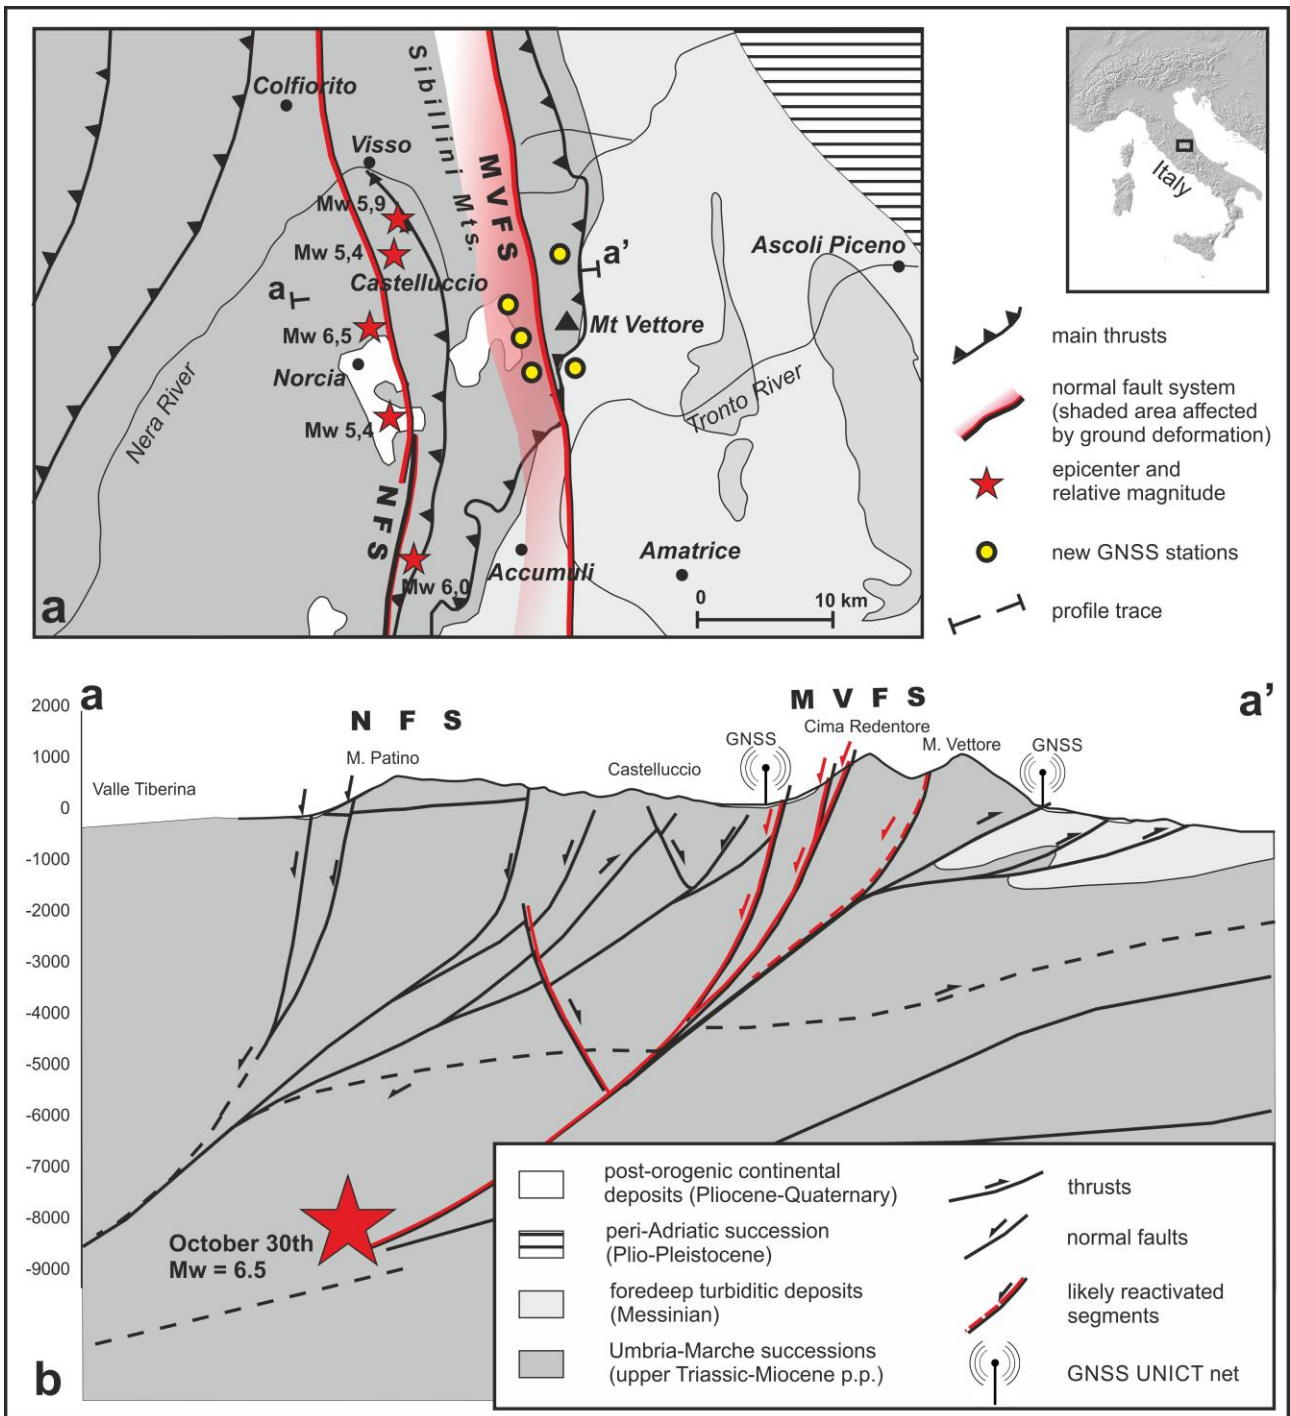 Colfiorito
Visso
Mw 5,9
Mw 5,4
Castelluccio
a
Mw 6,5
Norcia
Mw 5,4
Nera River
NFS
Mw 6,0
Sibillini Mts.
MVFS
a'
Mt Vettore
Ascoli Piceno
Tronto River
Amatrice
Accumuli
0 10 km
a
Italy
main thrusts
normal fault system
(shaded area affected
by ground deformation)
epicenter and
relative magnitude
new GNSS stations
profile trace
a
a'
N F S
M V F S
M. Patino
Valle Tiberina
Castelluccio
GNSS
Cima Redentore
M. Vettore
GNSS
2000
1000
0
-1000
-2000
-3000
-4000
-5000
-6000
-7000
-8000
-9000
October 30th
Mw = 6.5
b
post-orogenic continental
deposits (Pliocene-Quaternary)
peri-Adriatic succession
(Plio-Pleistocene)
foredeep turbiditic deposits
(Messinian)
Umbria-Marche successions
(upper Triassic-Miocene p.p.)
thrusts
normal faults
likely reactivated
segments
GNSS UNICT net